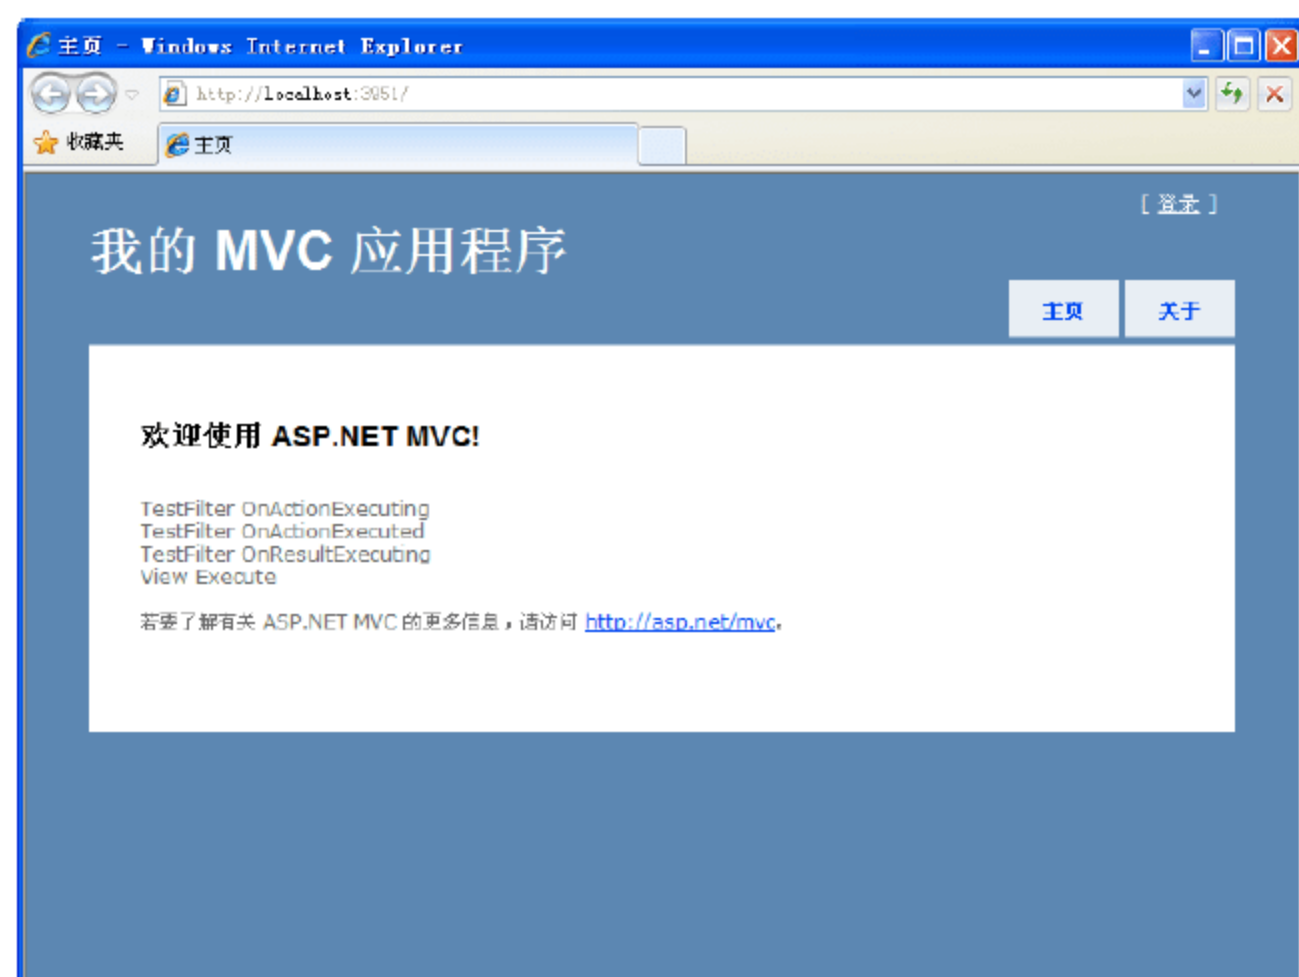 主页 - Windows Internet Explorer
http://localhost:3951/
收藏夹
主页
[ 登录 ]
我的 MVC 应用程序
主页
关于
欢迎使用 ASP.NET MVC!
TestFilter OnActionExecuting
TestFilter OnActionExecuted
TestFilter OnResultExecuting
View Execute
若要了解有关 ASP.NET MVC 的更多信息，请访问 http://asp.net/mvc。